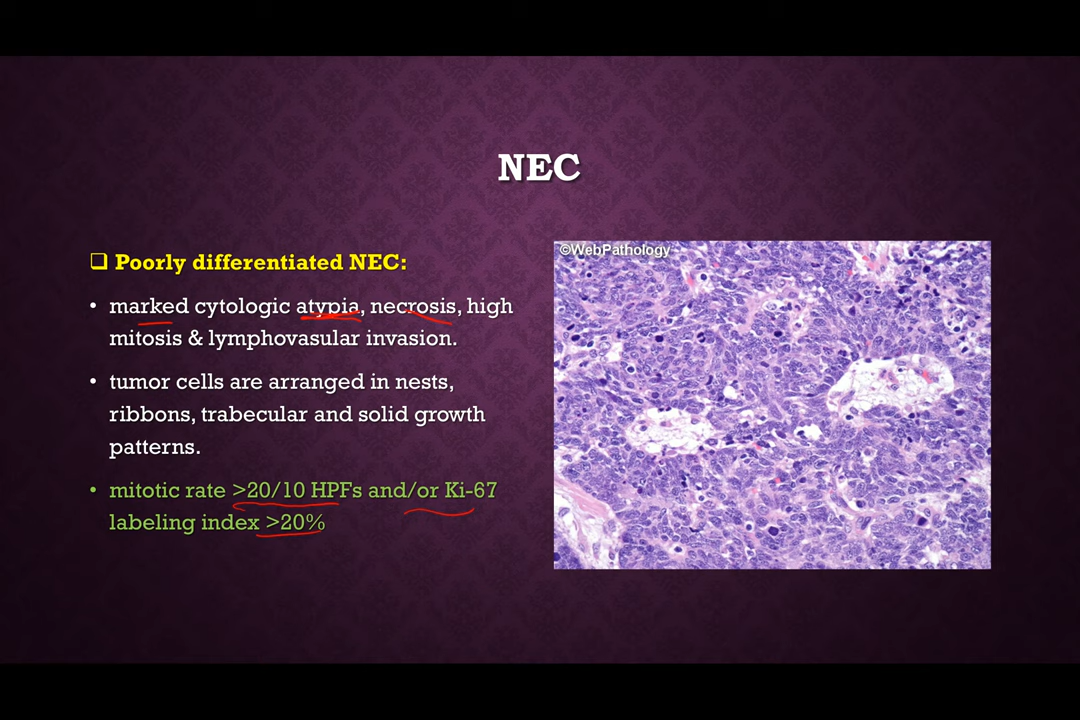 NEC
©WebPathology
❑ Poorly differentiated NEC:
• marked cytologic atypia, necrosis, high
mitosis & lymphovasular invasion.
• tumor cells are arranged in nests,
ribbons, trabecular and solid growth
patterns.
• mitotic rate >20/10 HPFs and/or Ki-67
labeling index >20%